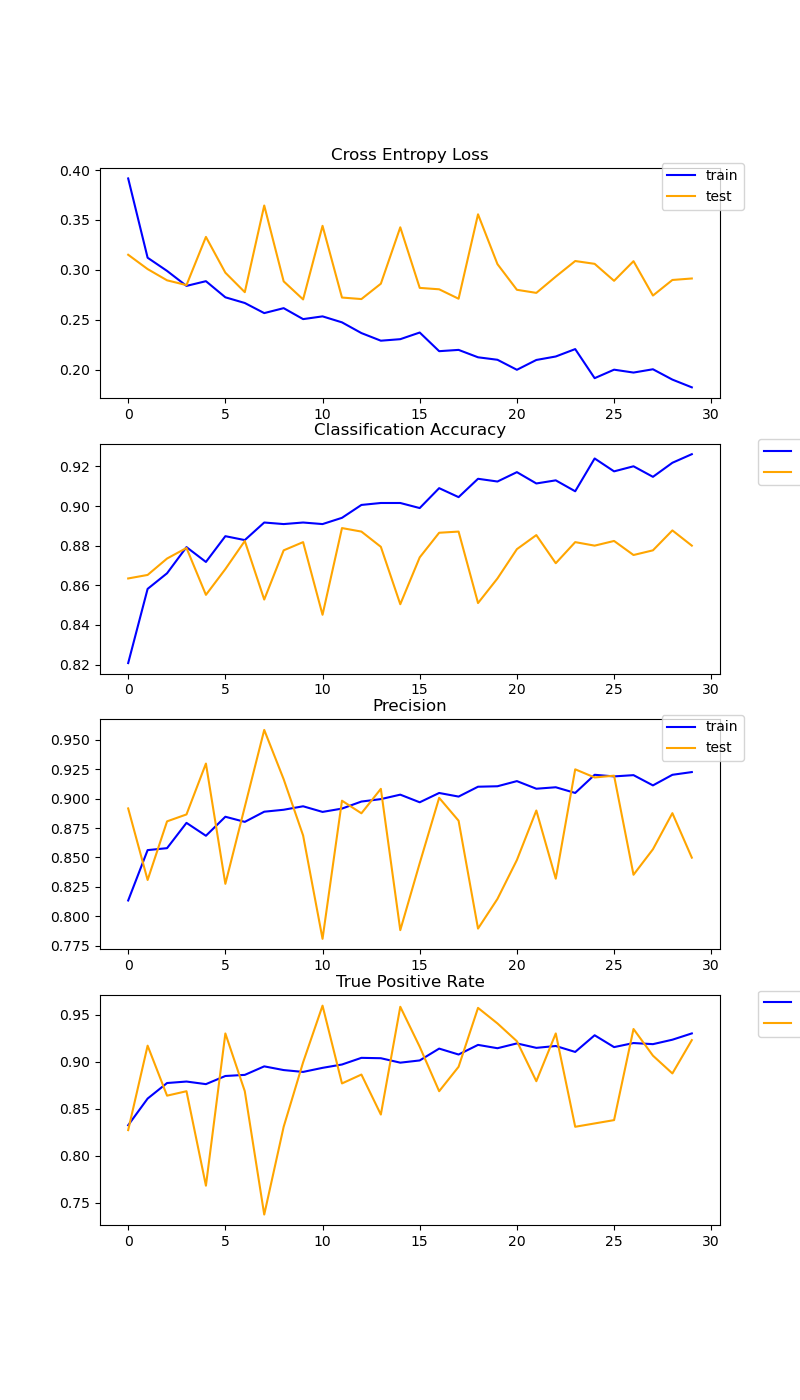 Cross Entropy Loss
0.40
0.35
0.30
0.25
0.20
train
test
0 5 10 15 20 25 30
Classification Accuracy
0.92
0.90
0.88
0.86
0.84
0.82
0 5 10 15 20 25 30
Precision
0.950
0.925
0.900
0.875
0.850
0.825
0.800
0.775
train
test
0 5 10 15 20 25 30
True Positive Rate
0.95
0.90
0.85
0.80
0.75
0 5 10 15 20 25 30